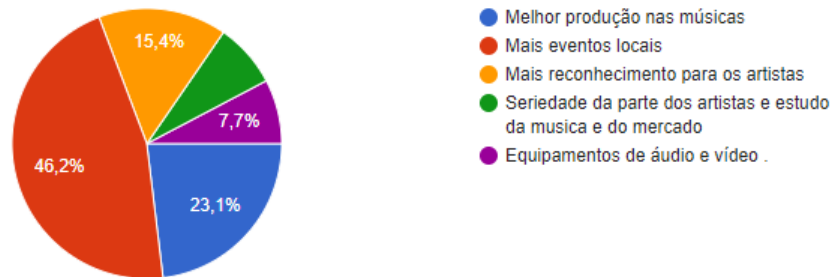 15,4%
7,7%
46,2%
23,1%
Melhor produção nas músicas
Mais eventos locais
Mais reconhecimento para os artistas
Seriedade da parte dos artistas e estudo
da musica e do mercado
Equipamentos de áudio e vídeo .